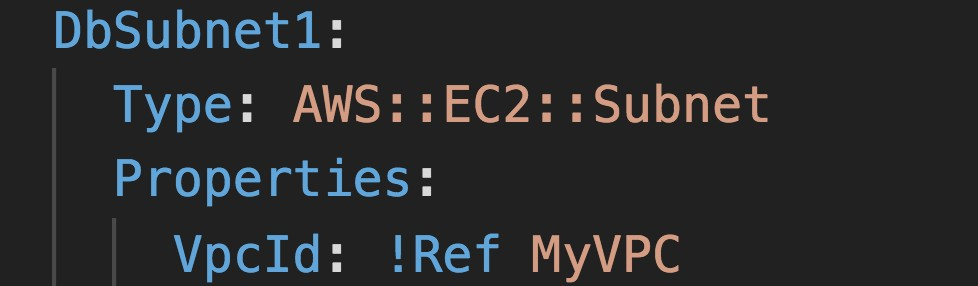 DbSubnet1:
Type: AWS::EC2::Subnet
Properties:
VpcId: !Ref MyVPC